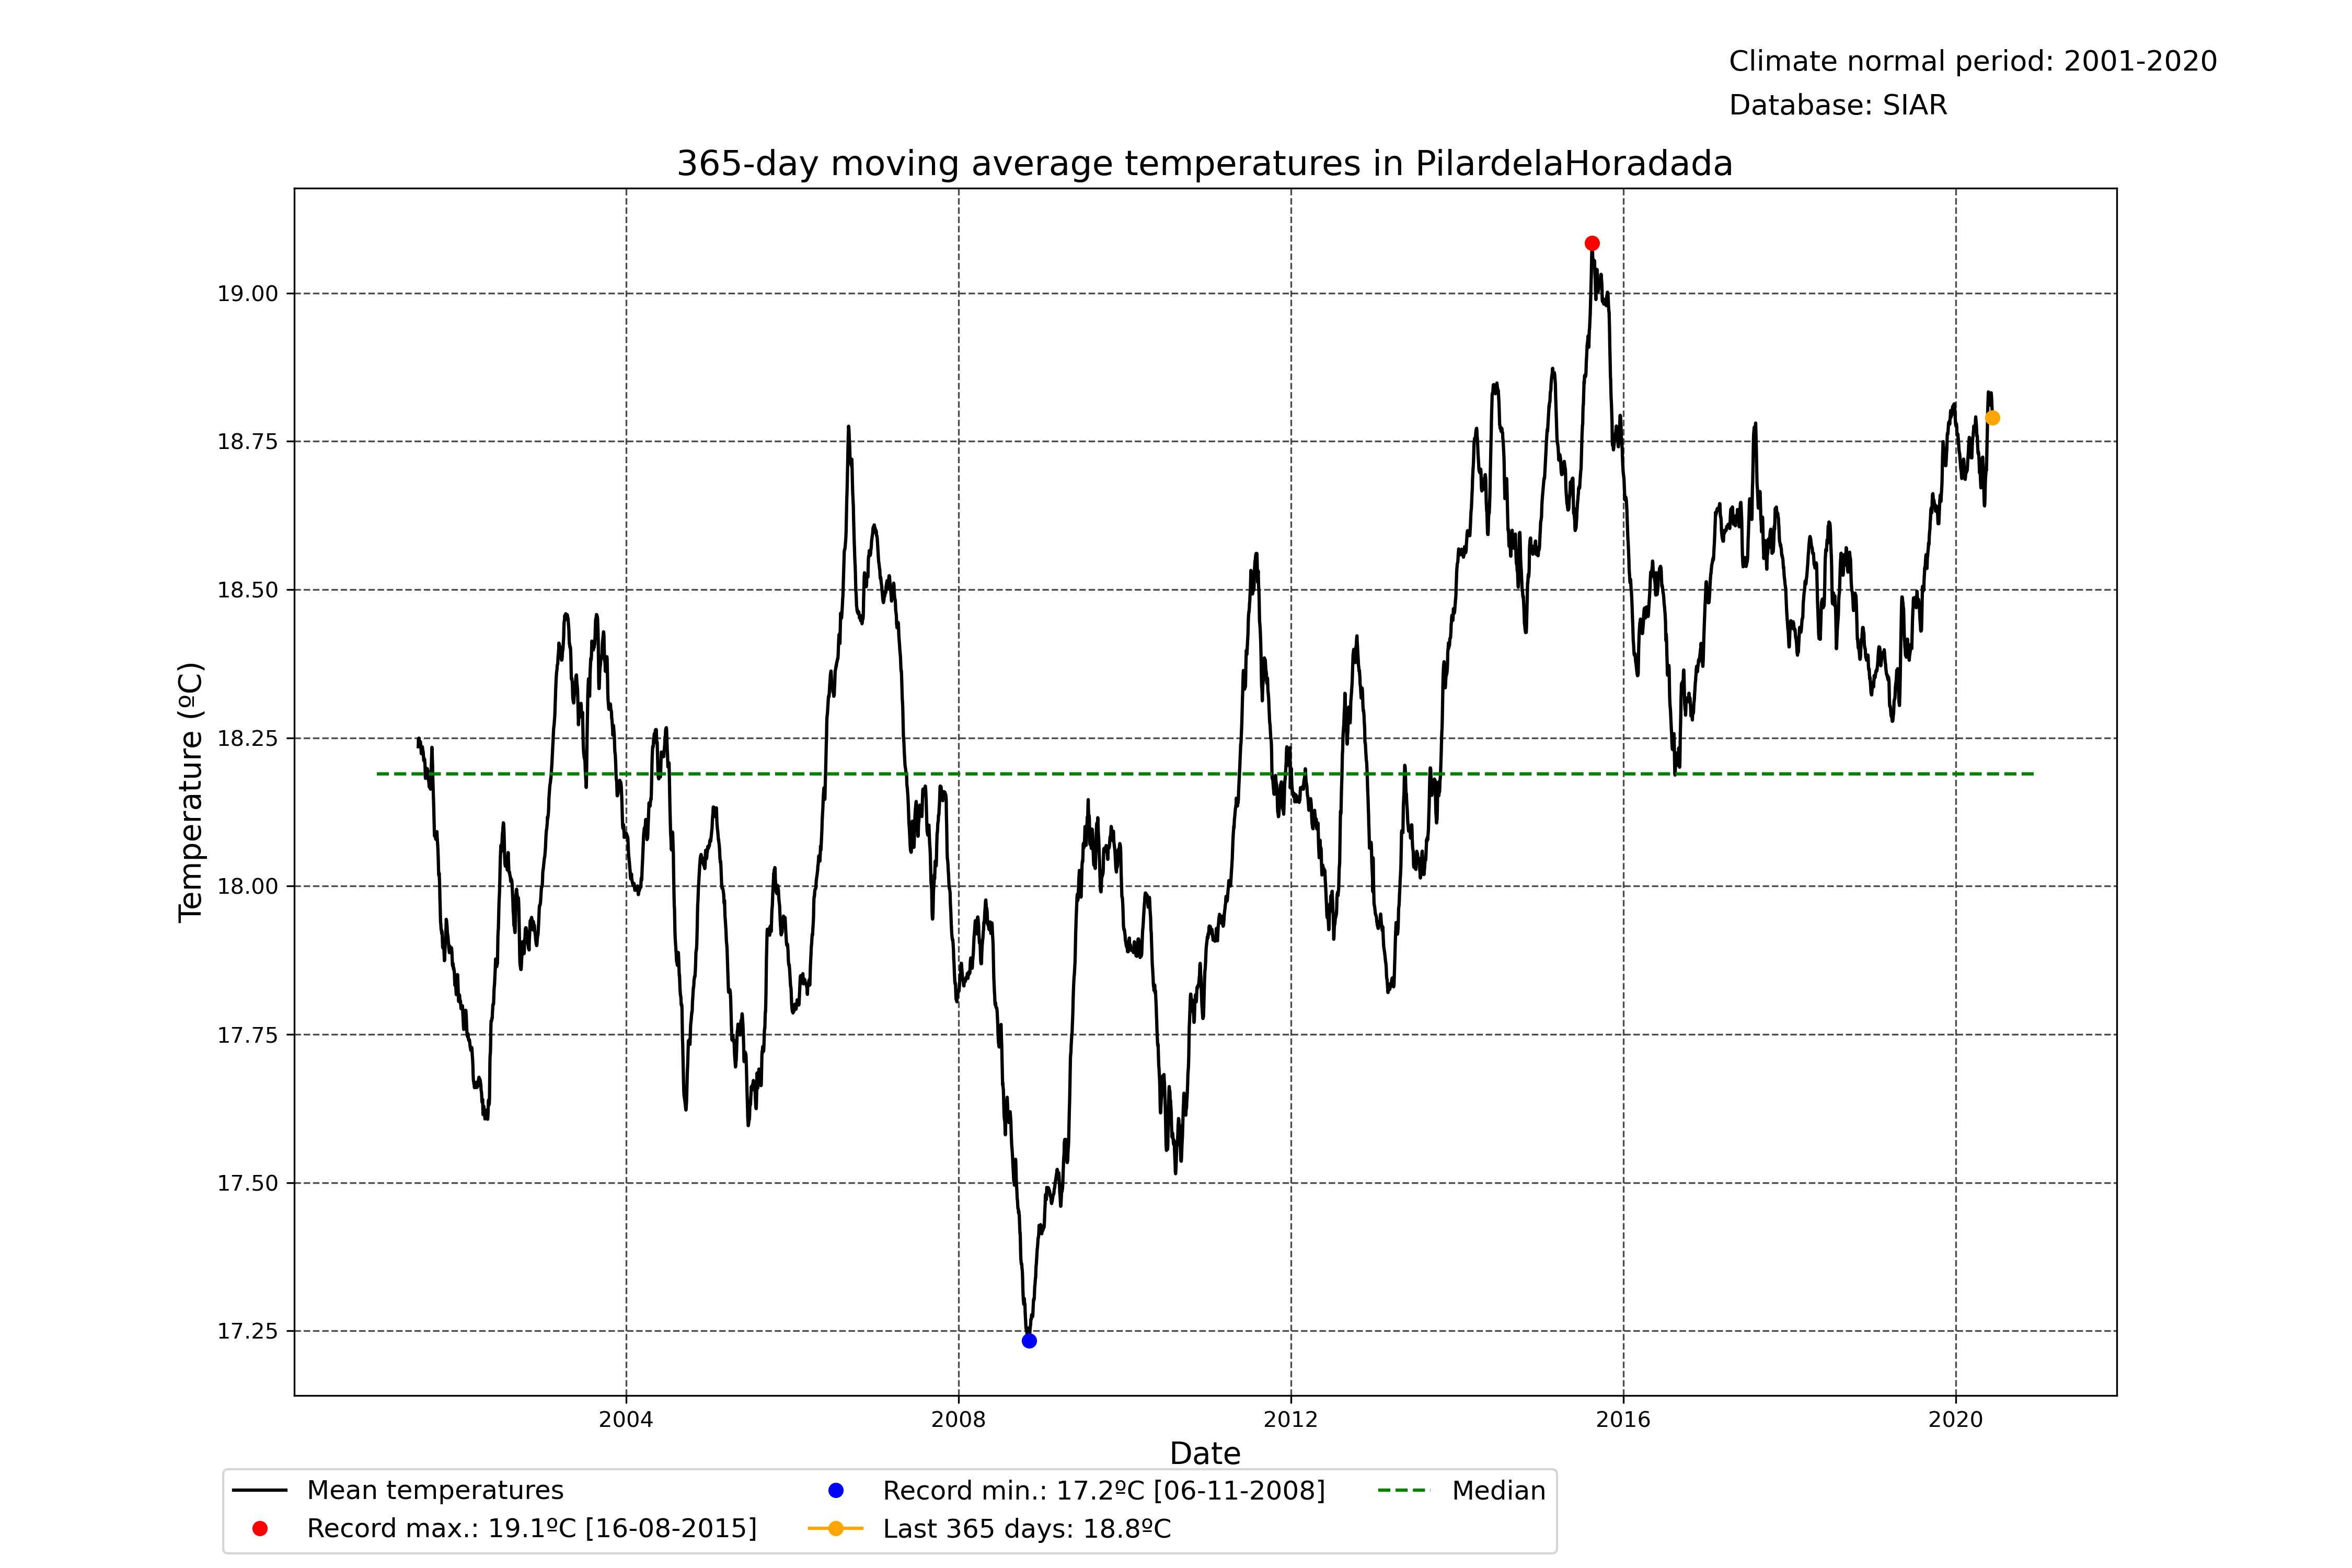 Climate normal period: 2001-2020
Database: SIAR
365-day moving average temperatures in PilardelaHoradada
Temperature (ºC)
19.00
18.75
18.50
18.25
18.00
17.75
17.50
17.25
2004 2008 2012 2016 2020
Date
Mean temperatures Record min.: 17.2ºC [06-11-2008] Median
Record max.: 19.1ºC [16-08-2015] Last 365 days: 18.8ºC